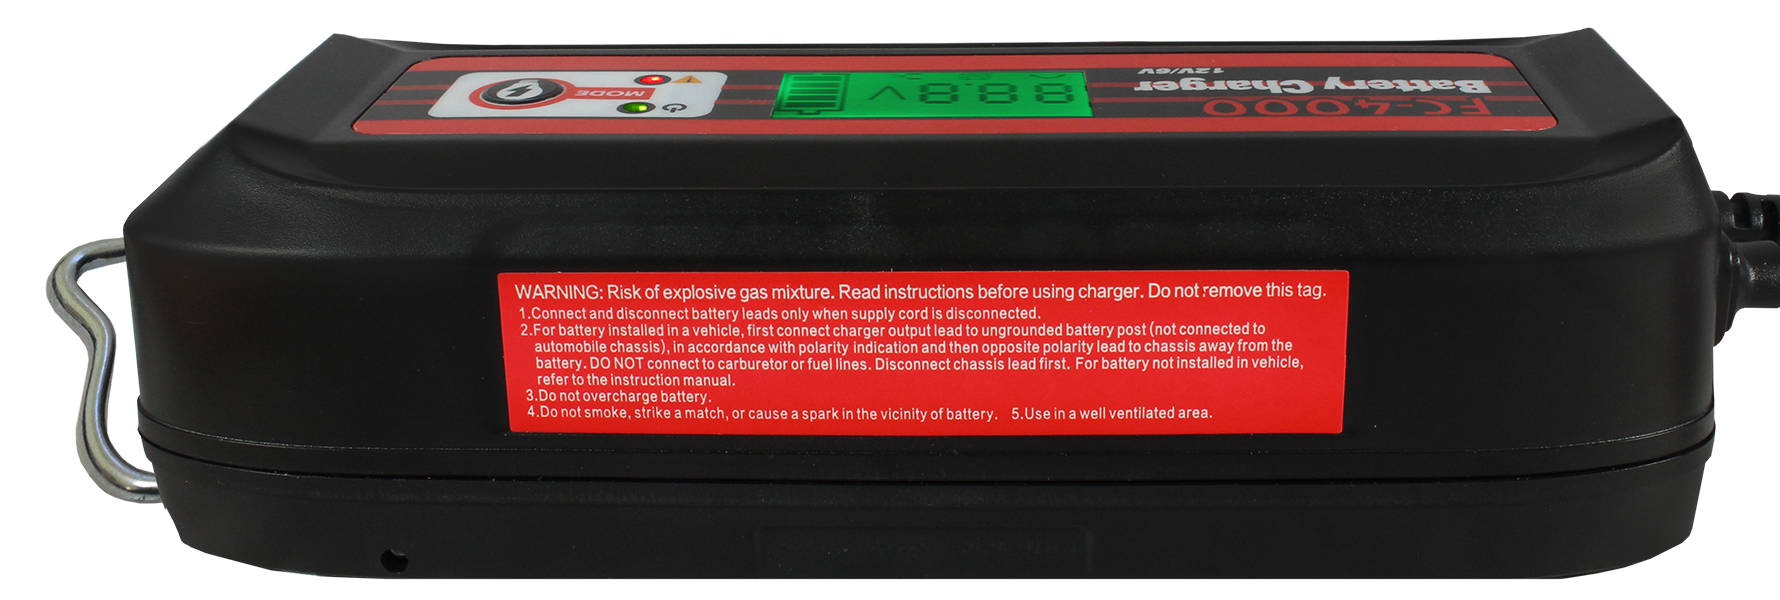 FC-4000
Battery Charger
12V/6V
MODE
88.8V
WARNING: Risk of explosive gas mixture. Read instructions before using charger. Do not remove this tag.
1.Connect and disconnect battery leads only when supply cord is disconnected.
2.For battery installed in a vehicle, first connect charger output lead to ungrounded battery post (not connected to
automobile chassis), in accordance with polarity indication and then opposite polarity lead to chassis away from the
battery. DO NOT connect to carburetor or fuel lines. Disconnect chassis lead first. For battery not installed in vehicle,
refer to the instruction manual.
3.Do not overcharge battery.
4.Do not smoke, strike a match, or cause a spark in the vicinity of battery. 5.Use in a well ventilated area.